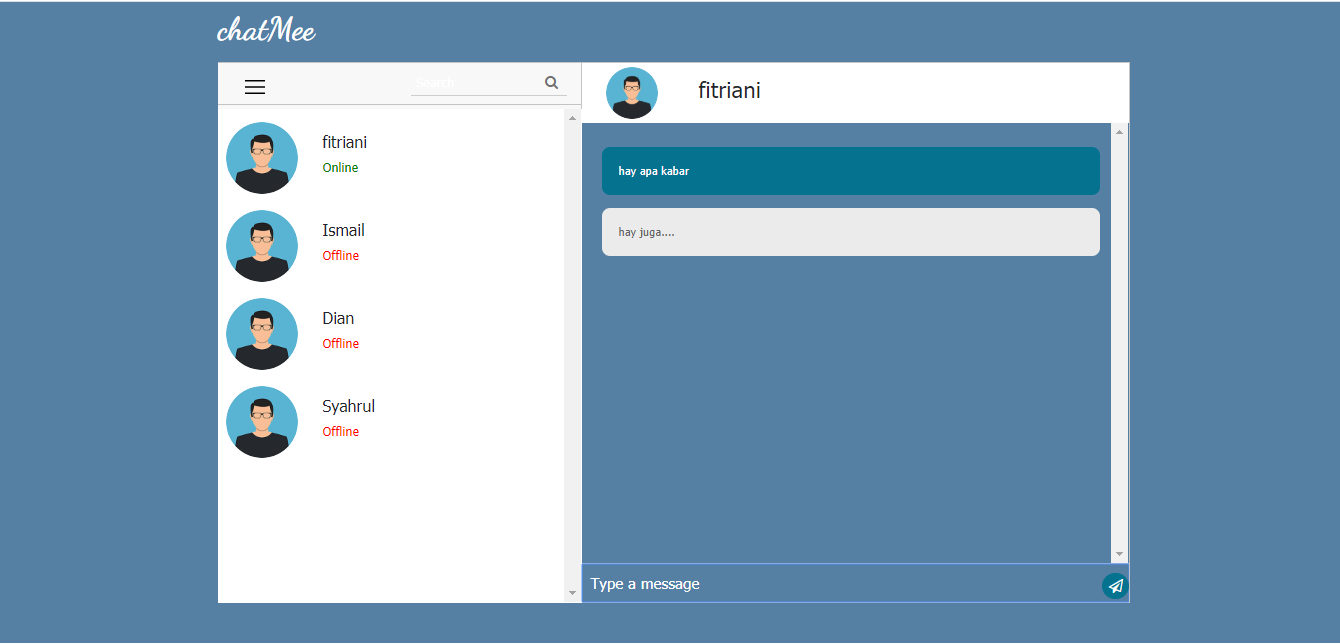 chatMee
Search
fitriani
Online
Ismail
Offline
Dian
Offline
Syahrul
Offline
fitriani
hay apa kabar
hay juga....
Type a message